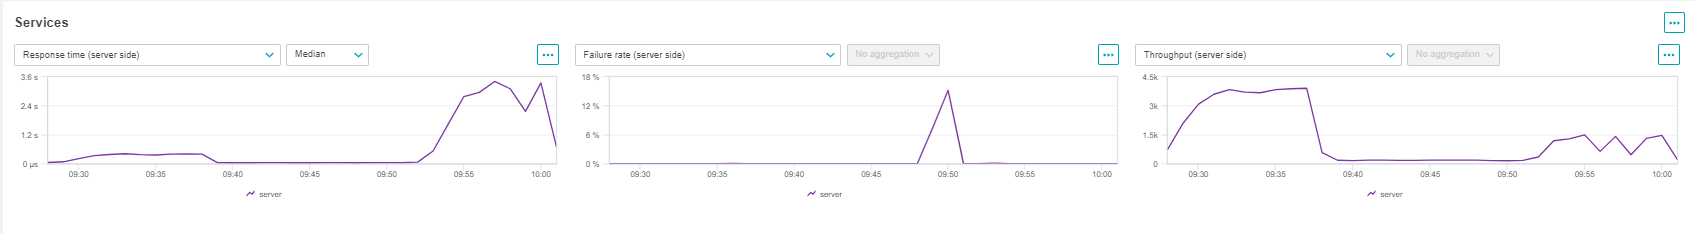 Services
Response time (server side) Median Failure rate (server side) No aggregation Throughput (server side) No aggregation
3.6 s
2.4 s
1.2 s
0 µs
09:30 09:35 09:40 09:45 09:50 09:55 10:00
server
18 %
12 %
6 %
0 %
09:30 09:35 09:40 09:45 09:50 09:55 10:00
server
4.5k
3k
1.5k
0
09:30 09:35 09:40 09:45 09:50 09:55 10:00
server